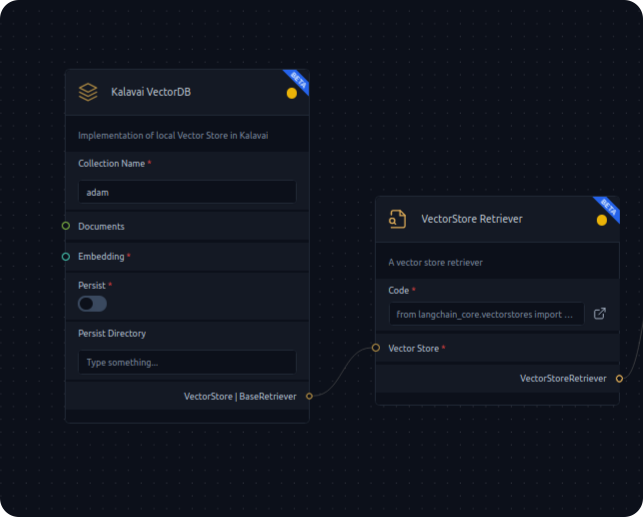 Kalavai VectorDB
BETA
Implementation of local Vector Store in Kalavai
Collection Name *
adam
Documents
Embedding *
Persist *
Persist Directory
Type something...
VectorStore | BaseRetriever
VectorStore Retriever
BETA
A vector store retriever
Code *
from langchain_core.vectorstores import ...
Vector Store *
VectorStoreRetriever